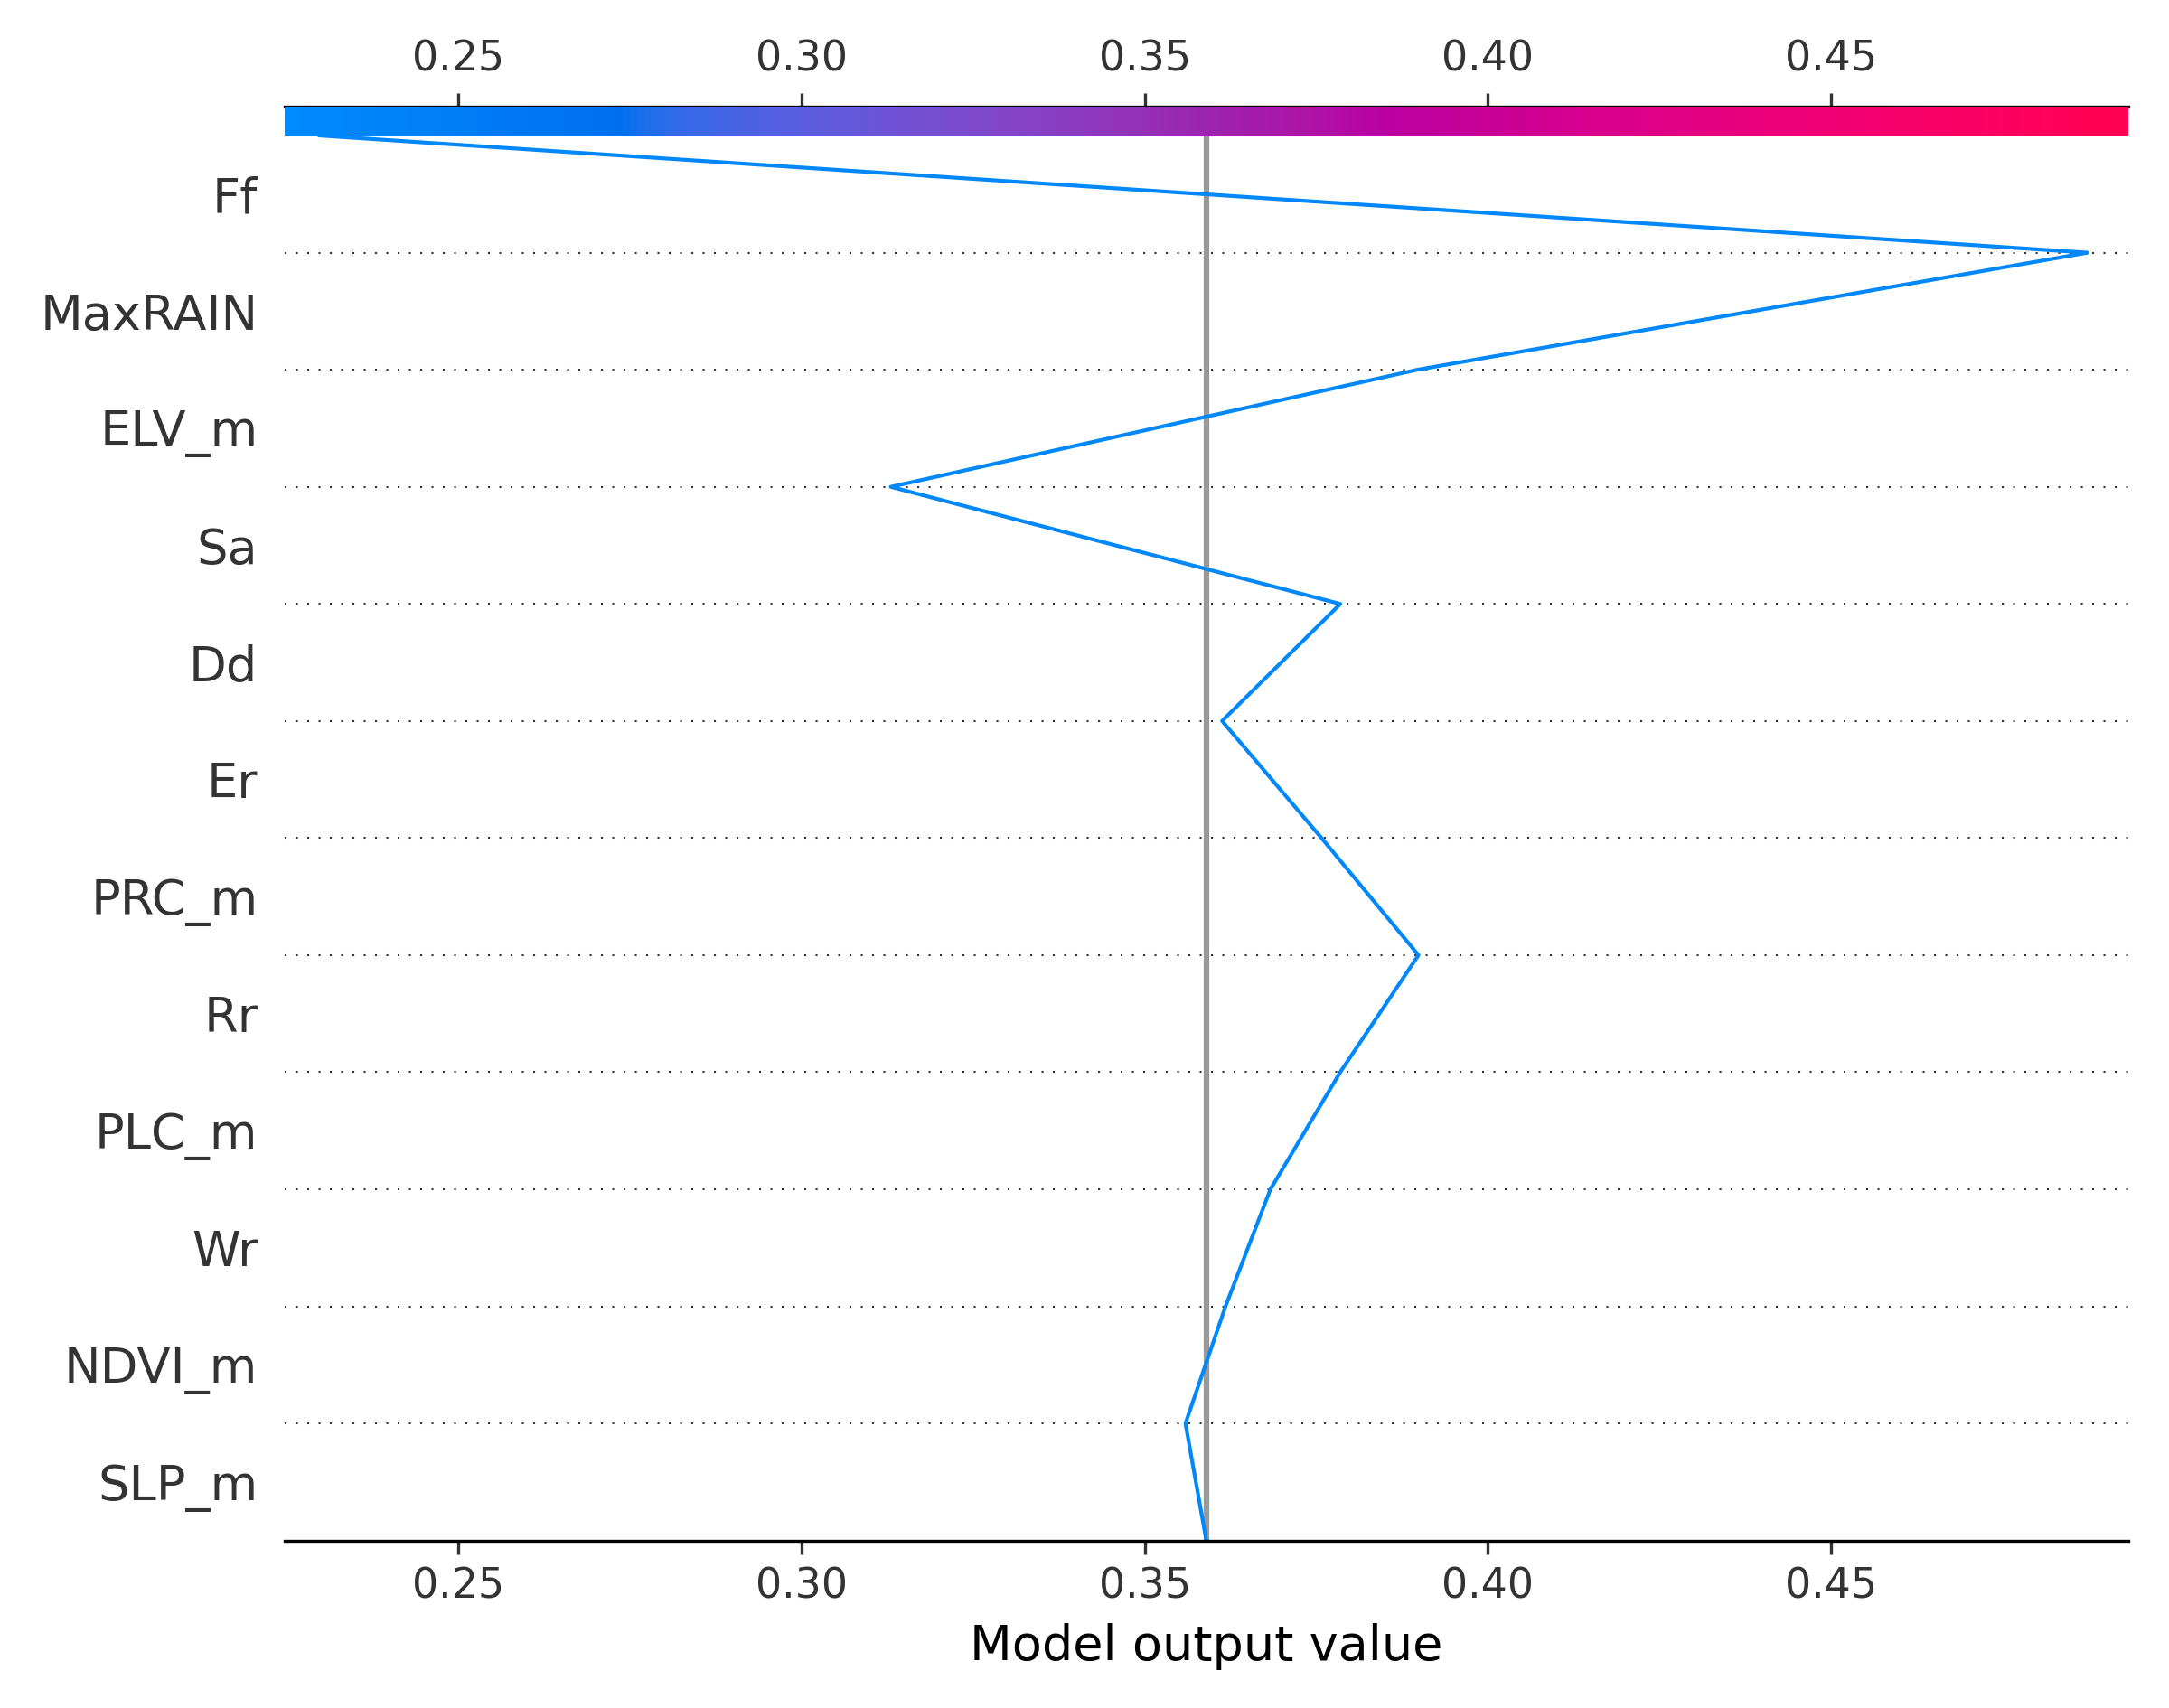 0.25 0.30 0.35 0.40 0.45
Ff
MaxRAIN
ELV_m
Sa
Dd
Er
PRC_m
Rr
PLC_m
Wr
NDVI_m
SLP_m
0.25 0.30 0.35 0.40 0.45
Model output value